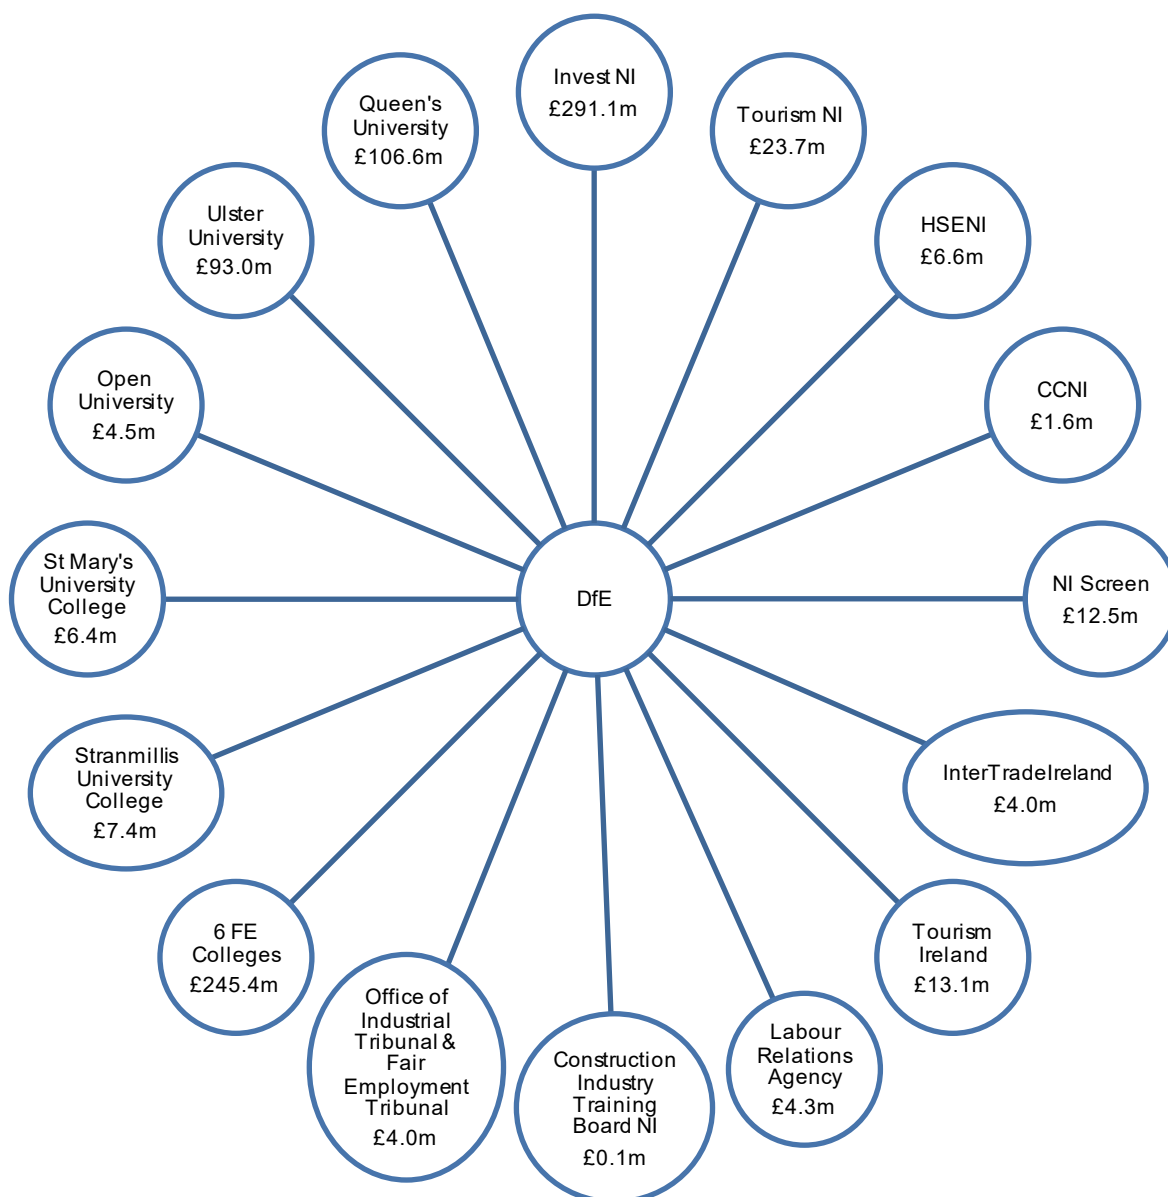 Invest NI
£291.1m
Tourism NI
£23.7m
HSENI
£6.6m
CCNI
£1.6m
NI Screen
£12.5m
InterTradeIreland
£4.0m
Tourism
Ireland
£13.1m
Labour
Relations
Agency
£4.3m
Construction
Industry
Training
Board NI
£0.1m
Office of
Industrial
Tribunal &
Fair
Employment
Tribunal
£4.0m
6 FE
Colleges
£245.4m
Stranmillis
University
College
£7.4m
St Mary's
University
College
£6.4m
Open
University
£4.5m
Ulster
University
£93.0m
Queen's
University
£106.6m
DfE